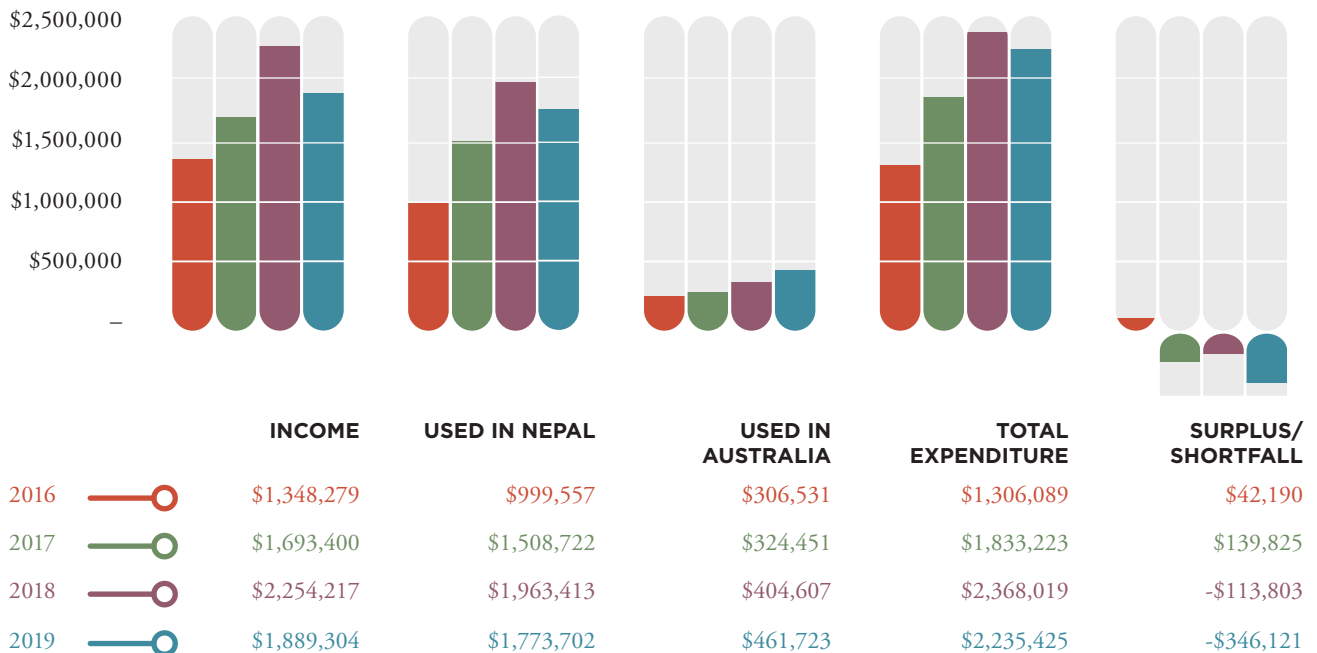 $2,500,000
$2,000,000
$1,500,000
$1,000,000
$500,000
–
INCOME USED IN NEPAL USED IN AUSTRALIA TOTAL EXPENDITURE SURPLUS/ SHORTFALL
2016 $1,348,279 $999,557 $306,531 $1,306,089 $42,190
2017 $1,693,400 $1,508,722 $324,451 $1,833,223 $139,825
2018 $2,254,217 $1,963,413 $404,607 $2,368,019 -$113,803
2019 $1,889,304 $1,773,702 $461,723 $2,235,425 -$346,121